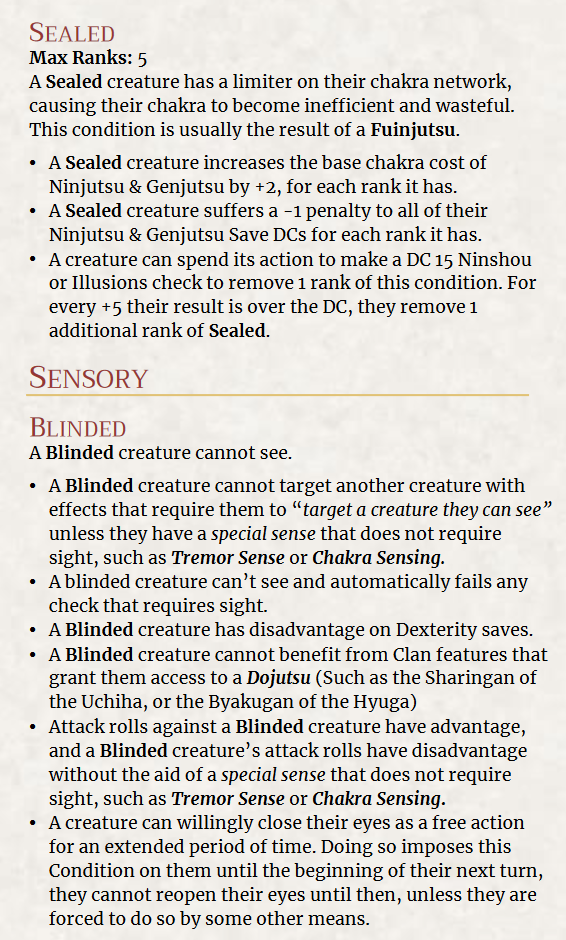 SEALED
Max Ranks: 5
A Sealed creature has a limiter on their chakra network,
causing their chakra to become inefficient and wasteful.
This condition is usually the result of a Fuinjutsu.
• A Sealed creature increases the base chakra cost of
Ninjutsu & Genjutsu by +2, for each rank it has.
• A Sealed creature suffers a -1 penalty to all of their
Ninjutsu & Genjutsu Save DCs for each rank it has.
• A creature can spend its action to make a DC 15 Ninshou
or Illusions check to remove 1 rank of this condition. For
every +5 their result is over the DC, they remove 1
additional rank of Sealed.
SENSORY
BLINDED
A Blinded creature cannot see.
• A Blinded creature cannot target another creature with
effects that require them to “target a creature they can see”
unless they have a special sense that does not require
sight, such as Tremor Sense or Chakra Sensing.
• A blinded creature can’t see and automatically fails any
check that requires sight.
• A Blinded creature has disadvantage on Dexterity saves.
• A Blinded creature cannot benefit from Clan features that
grant them access to a Dojutsu (Such as the Sharingan of
the Uchiha, or the Byakugan of the Hyuga)
• Attack rolls against a Blinded creature have advantage,
and a Blinded creature’s attack rolls have disadvantage
without the aid of a special sense that does not require
sight, such as Tremor Sense or Chakra Sensing.
• A creature can willingly close their eyes as a free action
for an extended period of time. Doing so imposes this
Condition on them until the beginning of their next turn,
they cannot reopen their eyes until then, unless they are
forced to do so by some other means.